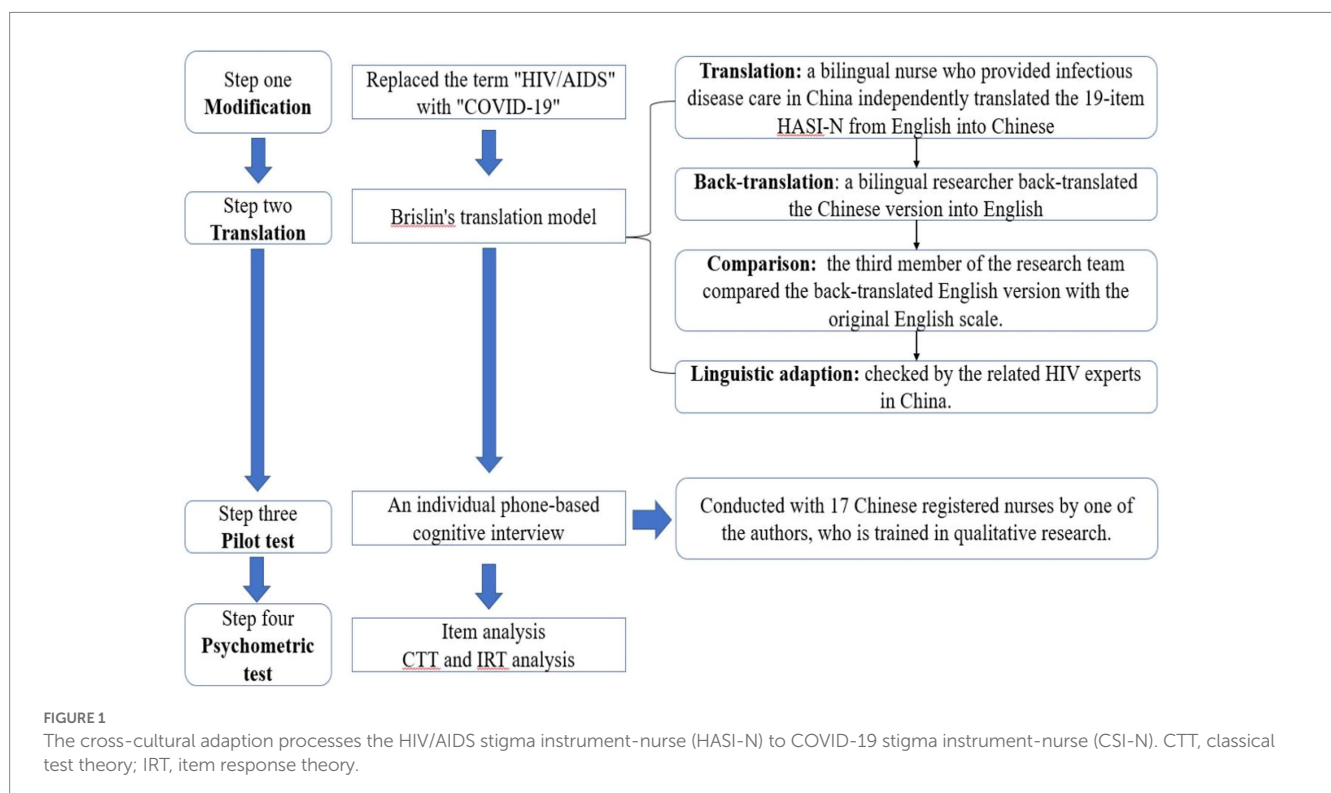 Step one
Modification
Replaced the term "HIV/AIDS"
with "COVID-19"
Translation: a bilingual nurse who provided infectious
disease care in China independently translated the 19-item
HASI-N from English into Chinese
Step two
Translation
Brislin's translation model
Back-translation: a bilingual researcher back-translated
the Chinese version into English
Comparison: the third member of the research team
compared the back-translated English version with the
original English scale.
Linguistic adaption: checked by the related HIV experts
in China.
Step three
Pilot test
An individual phone-based
cognitive interview
Conducted with 17 Chinese registered nurses by one of
the authors, who is trained in qualitative research.
Step four
Psychometric
test
Item analysis
CTT and IRT analysis
FIGURE 1
The cross-cultural adaption processes the HIV/AIDS stigma instrument-nurse (HASI-N) to COVID-19 stigma instrument-nurse (CSI-N). CTT, classical
test theory; IRT, item response theory.